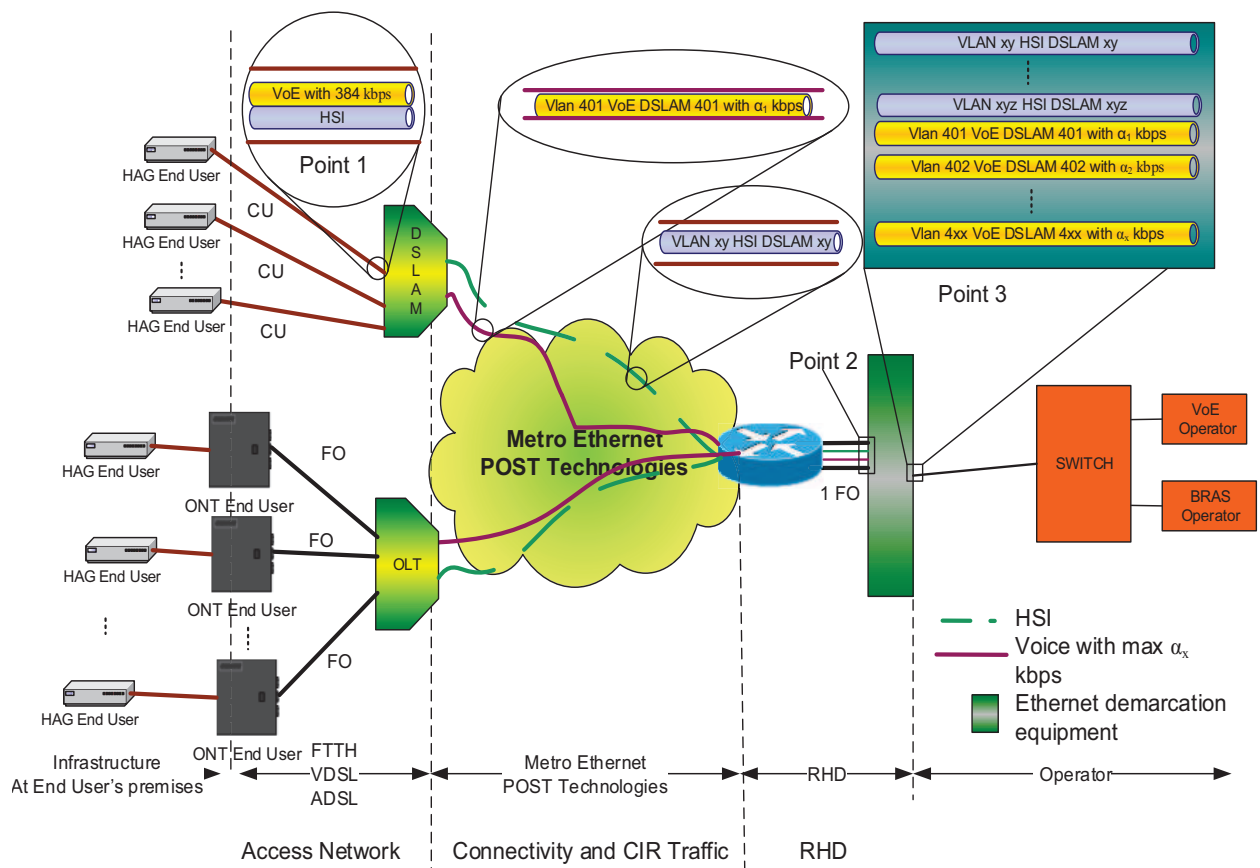 VoE with 384 kbps
HSI
Point 1
Vlan 401 VoE DSLAM 401 with α1 kbps
VLAN xy HSI DSLAM xy
VLAN xy HSI DSLAM xy
VLAN xyz HSI DSLAM xyz
Vlan 401 VoE DSLAM 401 with α1 kbps
Vlan 402 VoE DSLAM 402 with α2 kbps
Vlan 4xx VoE DSLAM 4xx with αx kbps
Point 3
HAG End User
CU
HAG End User
CU
HAG End User
CU
DSLAM
Point 2
Metro Ethernet
POST Technologies
1 FO
SWITCH
VoE
Operator
BRAS
Operator
HAG End User
FO
ONT End User
HAG End User
FO
ONT End User
OLT
FO
HAG End User
ONT End User
HSI
Voice with max αx
kbps
Ethernet demarcation
equipment
Infrastructure
At End User's premises
FTTH
VDSL
ADSL
Metro Ethernet
POST Technologies
RHD
Operator
Access Network
Connectivity and CIR Traffic
RHD